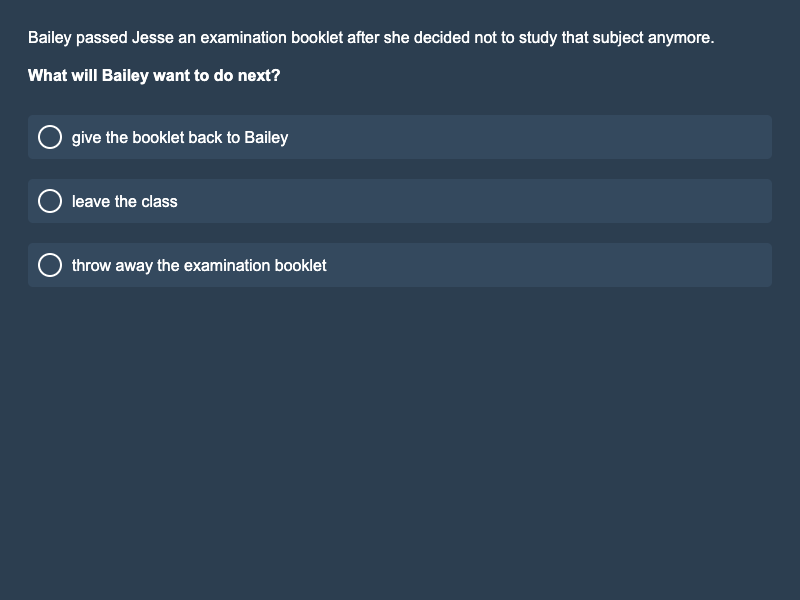 Bailey passed Jesse an examination booklet after she decided not to study that subject anymore.
What will Bailey want to do next?
give the booklet back to Bailey
leave the class
throw away the examination booklet